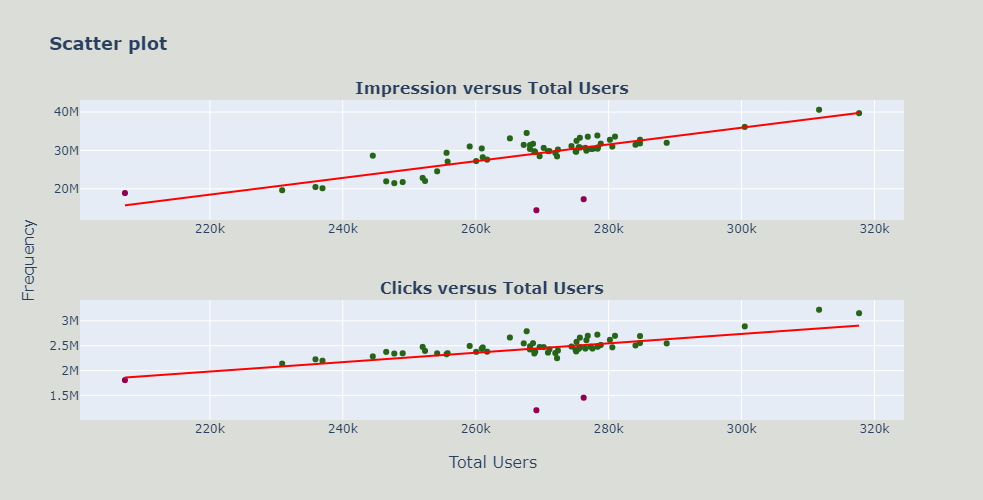 Scatter plot
Impression versus Total Users
40M
30M
20M
220k 240k 260k 280k 300k 320k
Frequency
Clicks versus Total Users
3M
2.5M
2M
1.5M
220k 240k 260k 280k 300k 320k
Total Users